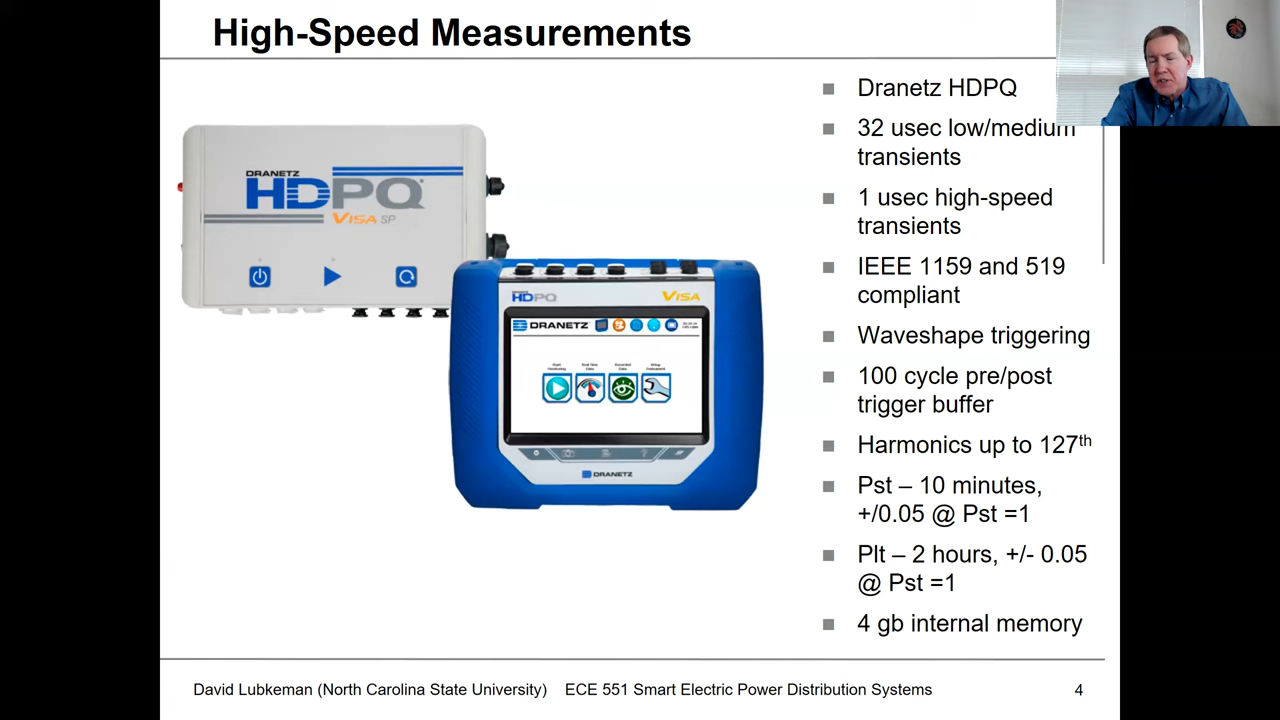 High-Speed Measurements
DRANETZ
HDPQ
VISA SP
HDPQ
VISA
DRANETZ
DRANETZ
Dranetz HDPQ
32 usec low/medium
transients
1 usec high-speed
transients
IEEE 1159 and 519
compliant
Waveshape triggering
100 cycle pre/post
trigger buffer
Harmonics up to 127th
Pst – 10 minutes,
+/0.05 @ Pst =1
Plt – 2 hours, +/- 0.05
@ Pst =1
4 gb internal memory
David Lubkeman (North Carolina State University) ECE 551 Smart Electric Power Distribution Systems 4